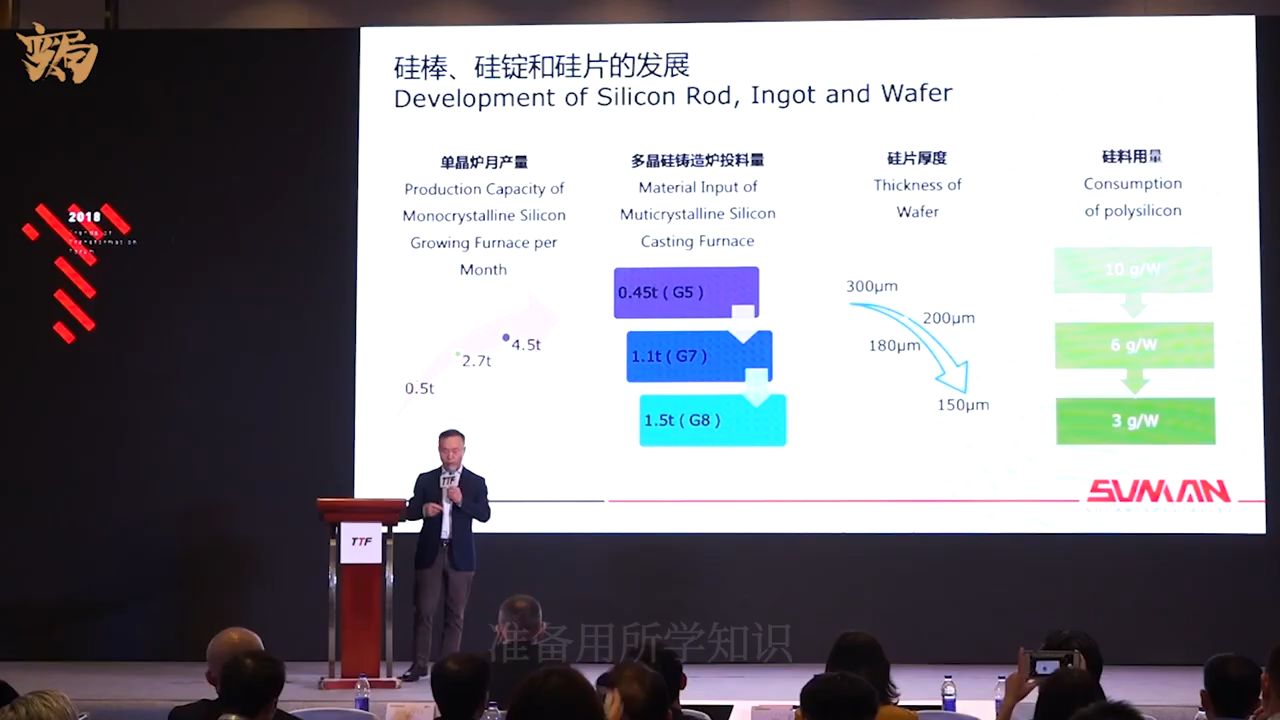 变局
硅棒、硅锭和硅片的发展
Development of Silicon Rod, Ingot and Wafer
单晶炉月产量
Production Capacity of
Monocrystalline Silicon
Growing Furnace per
Month
0.5t
2.7t
4.5t
多晶硅铸造炉投料量
Material Input of
Muticrystalline Silicon
Casting Furnace
0.45t ( G5 )
1.1t ( G7 )
1.5t ( G8 )
硅片厚度
Thickness of
Wafer
300μm
200μm
180μm
150μm
硅料用量
Consumption
of polysilicon
10 g/W
6 g/W
3 g/W
SUMAN
2018
TTF
TTF
准备用所学知识